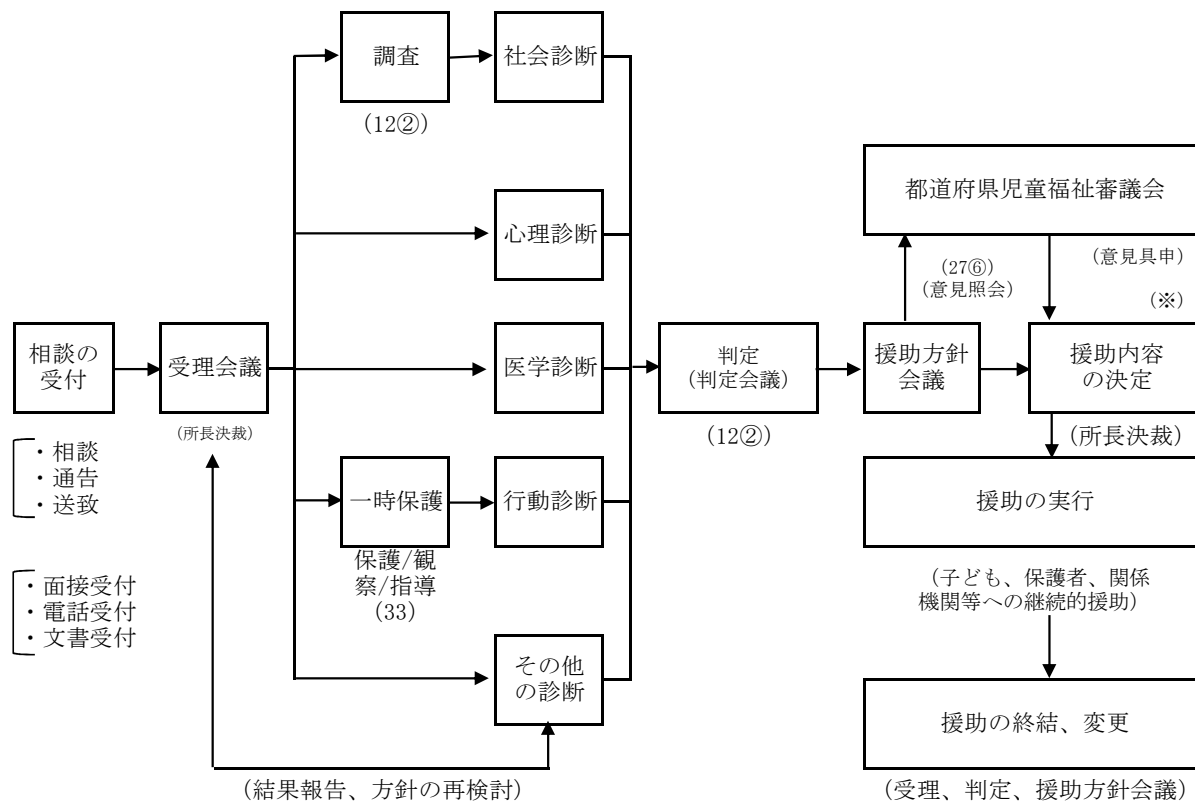 調査
社会診断
(12②)
都道府県児童福祉審議会
心理診断
(27⑥)
(意見照会)
(意見具申)
(※)
相談の
受付
受理会議
医学診断
判定
(判定会議)
援助方針
会議
援助内容
の決定
(所長決裁)
(12②)
(所長決裁)
・相談
・通告
・送致
一時保護
行動診断
援助の実行
保護/観
察/指導
(33)
・面接受付
・電話受付
・文書受付
(子ども、保護者、関係
機関等への継続的援助)
その他
の診断
援助の終結、変更
(結果報告、方針の再検討)
(受理、判定、援助方針会議)